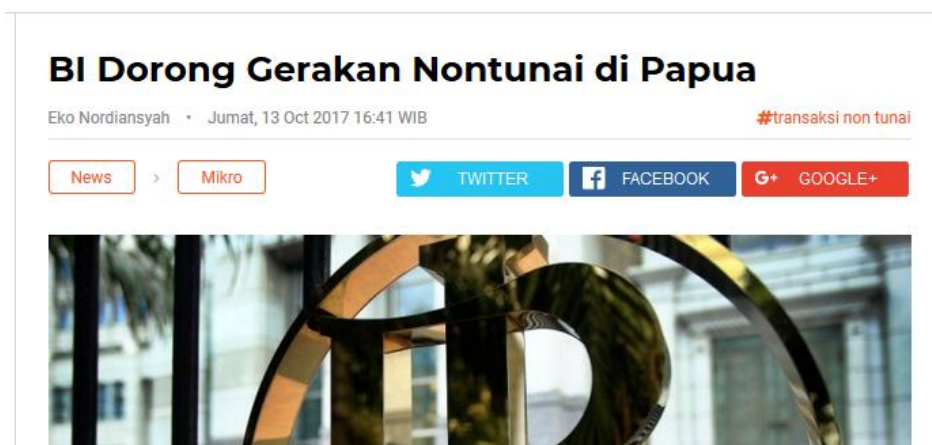 BI Dorong Gerakan Nontunai di Papua
Eko Nordiansyah • Jumat, 13 Oct 2017 16:41 WIB #transaksi non tunai
News › Mikro TWITTER FACEBOOK G+ GOOGLE+